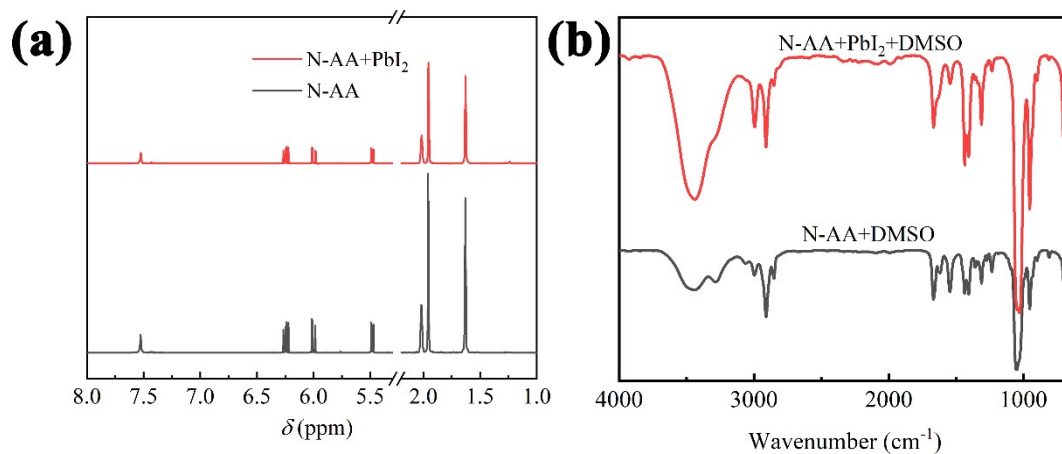 (a)
N-AA+PbI₂
N-AA
8.0 7.5 7.0 6.5 6.0 5.5 2.0 1.5 1.0
δ (ppm)
(b)
N-AA+PbI₂+DMSO
N-AA+DMSO
4000 3000 2000 1000
Wavenumber (cm⁻¹)